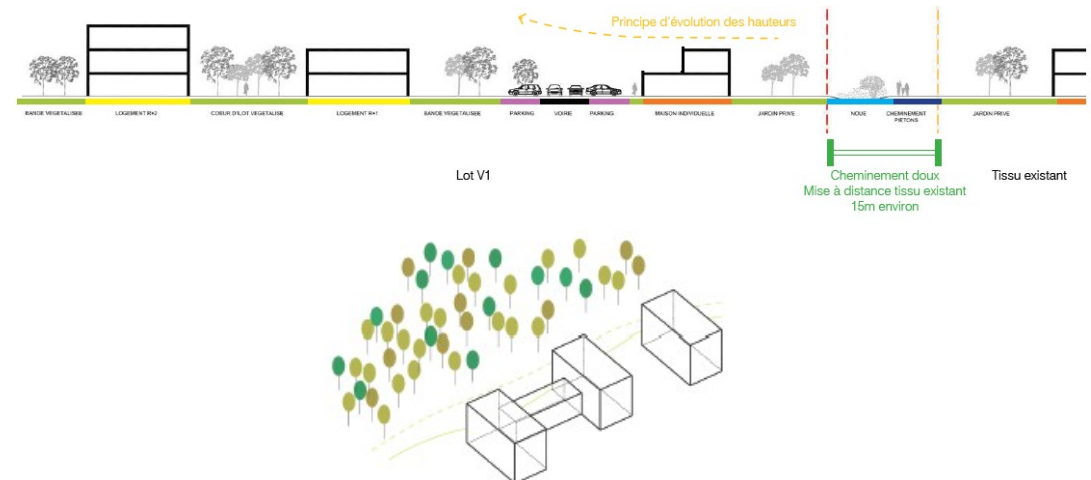 Principe d'évolution des hauteurs
BANDE VEGETALISEE
LOGEMENT R+2
COEUR D'ILOT VEGETALISE
LOGEMENT R+1
BANDE VEGETALISEE
PARKING
VOIRIE
PARKING
MAISON INDIVIDUELLE
JARDIN PRIVE
NOUE
CHEMINEMENT
PIETONS
JARDIN PRIVE
Lot V1
Cheminement doux
Mise à distance tissu existant
15m environ
Tissu existant